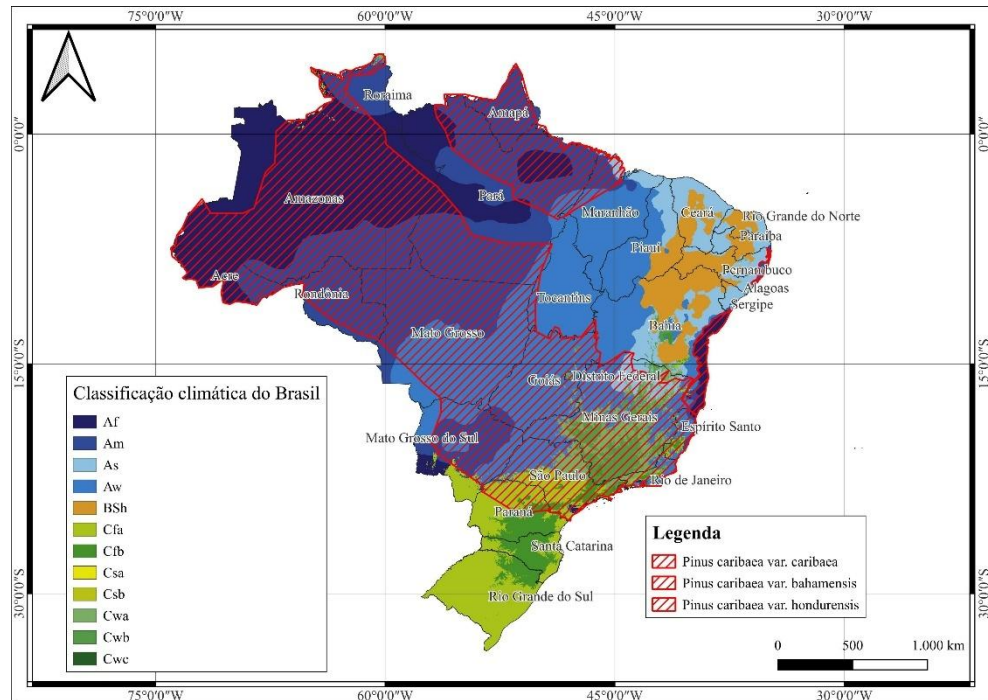 75°0'0"W 60°0'0"W 45°0'0"W 30°0'0"W
Roraima
Amapá
0°0'0" 0°0'0"
Amazonas
Pará
Maranhão
Ceará
Rio Grande do Norte
Paraíba
Piauí
Pernambuco
Acre
Alagoas
Rondônia
Tocantins
Sergipe
Bahia
Mato Grosso
15°0'0"S 15°0'0"S
Goiás
Distrito Federal
Classificação climática do Brasil
Minas Gerais
Af
Espírito Santo
Am
Mato Grosso do Sul
As
São Paulo
Rio de Janeiro
Aw
BSh
Paraná
Cfa
Legenda
Cfb
Santa Catarina
Pinus caribaea var. caribaea
Csa
Pinus caribaea var. bahamensis
Csb
Rio Grande do Sul
30°0'0"S
Pinus caribaea var. hondurensis
30°0'0"S
Cwa
Cwb
0 500 1.000 km
Cwc
75°0'0"W 60°0'0"W 45°0'0"W 30°0'0"W